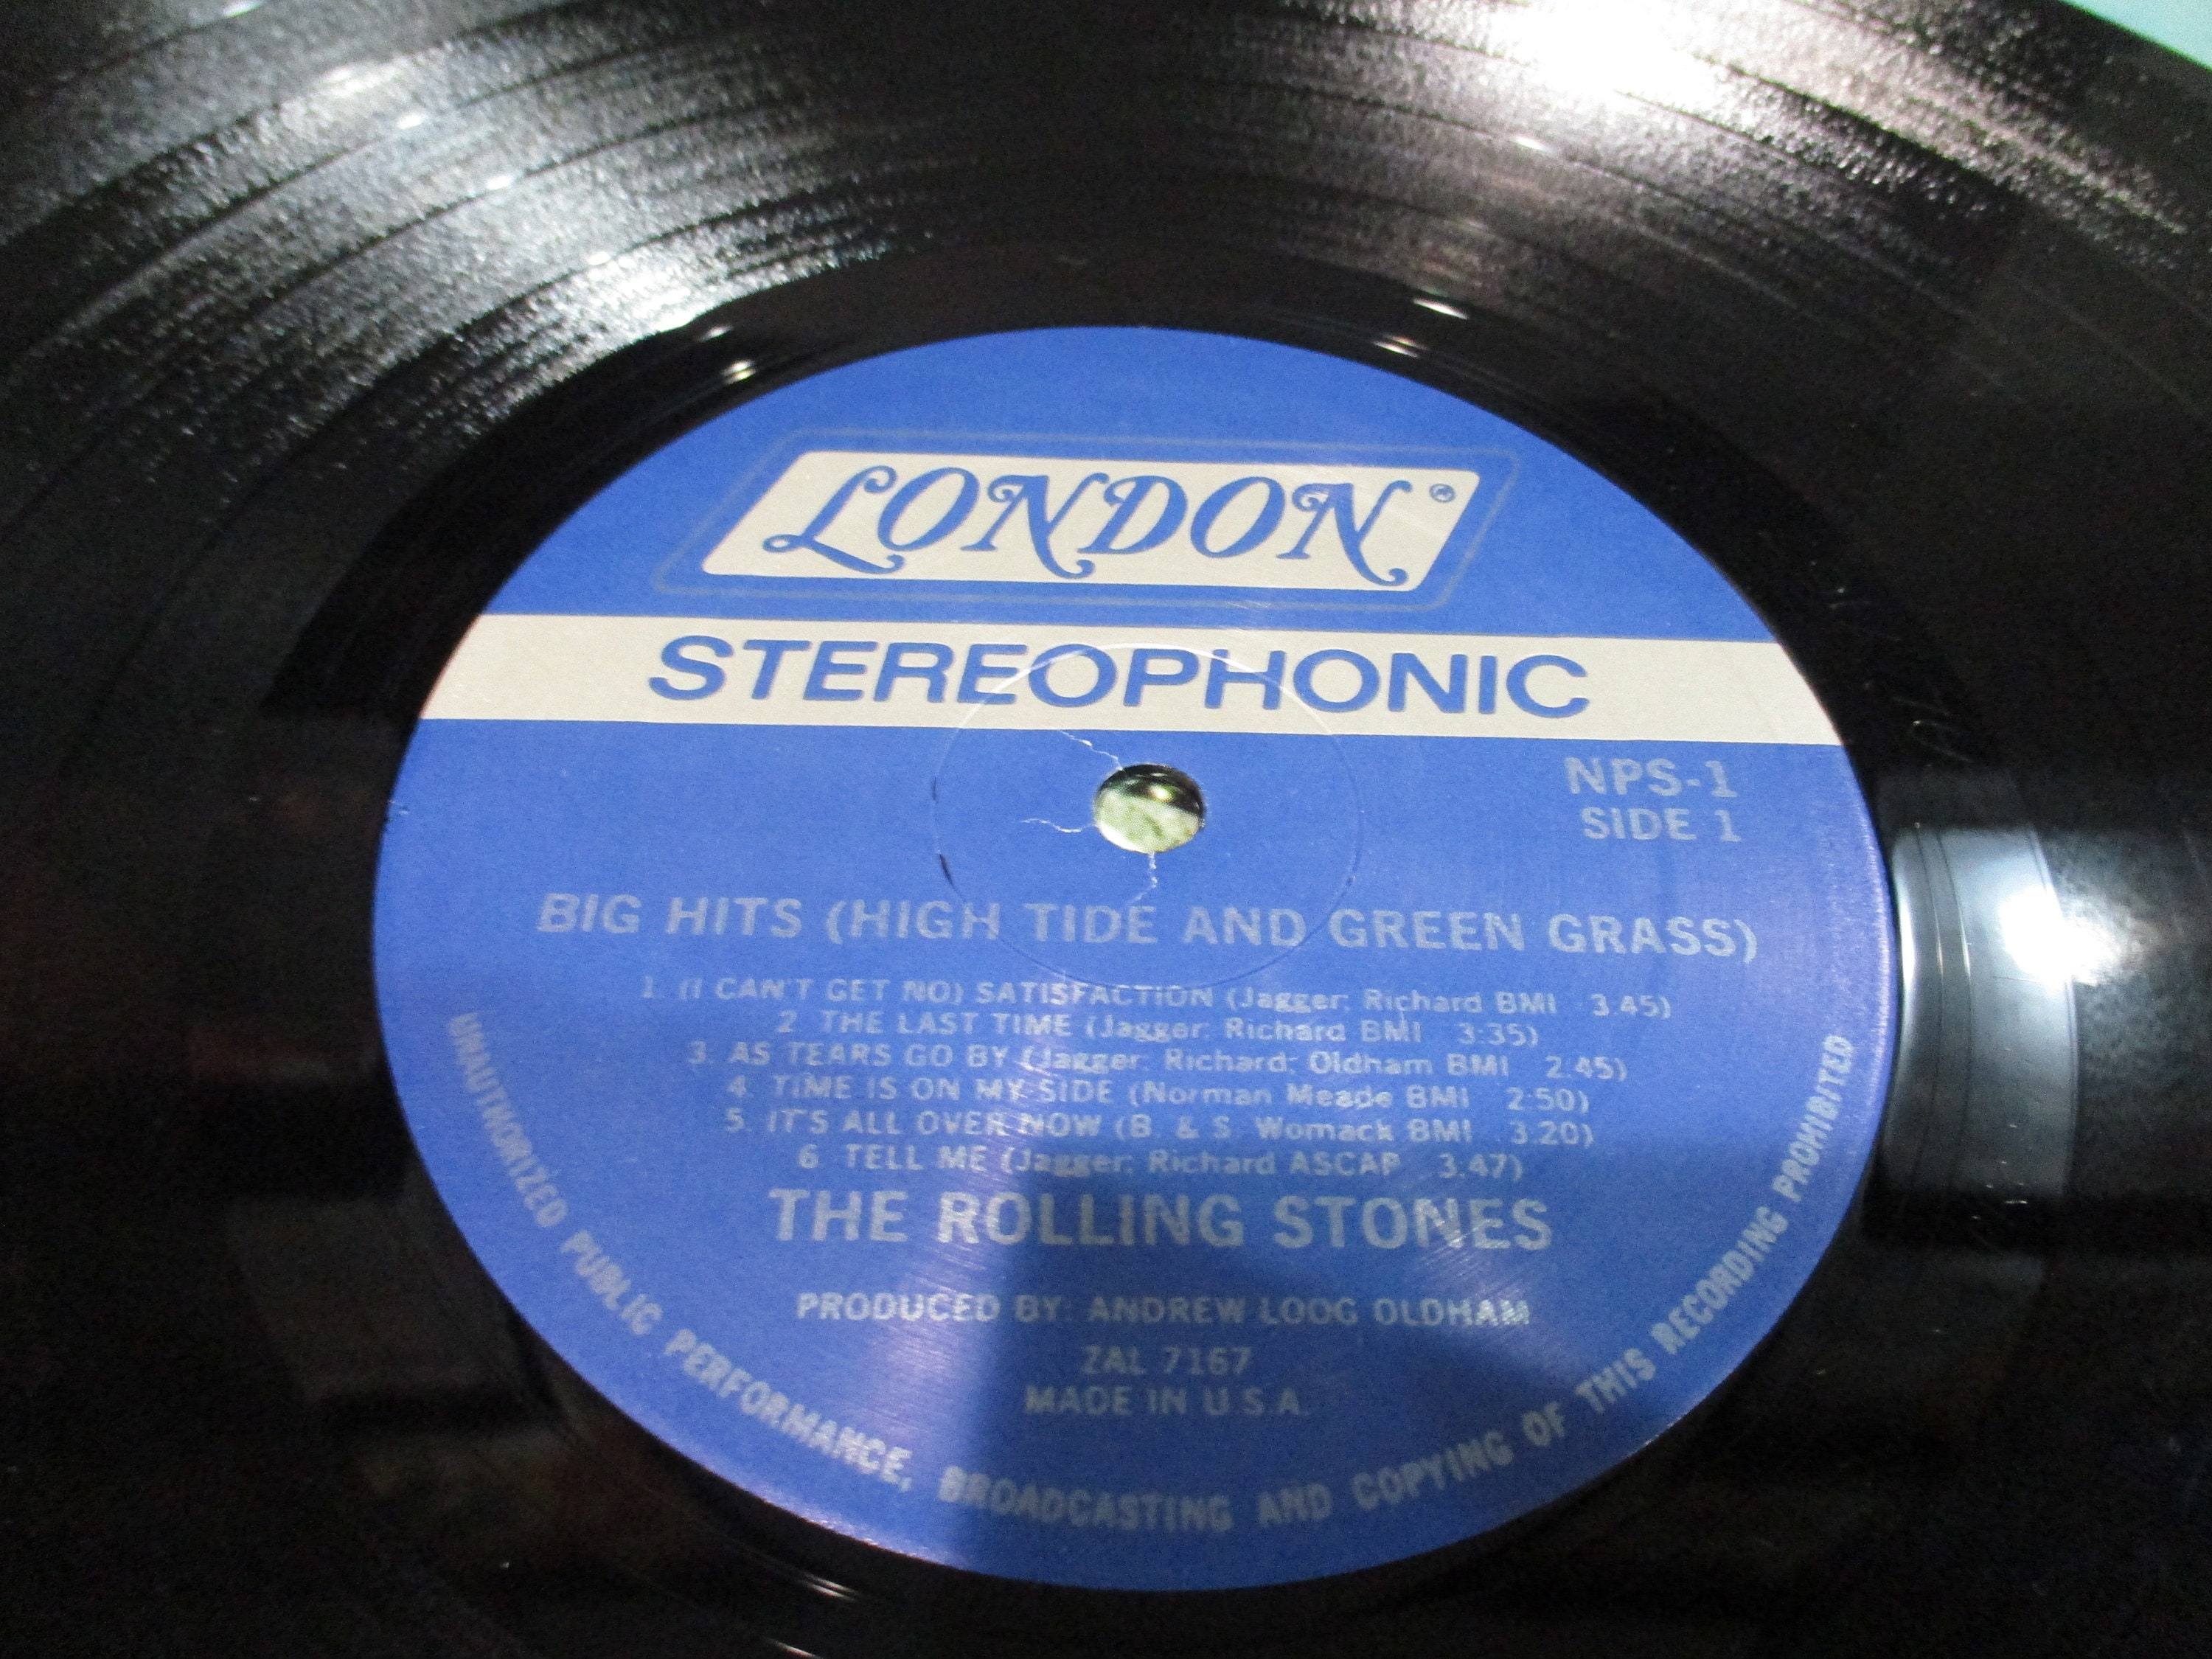 LONDON®
STEREOPHONIC
NPS-1
SIDE 1
BIG HITS (HIGH TIDE AND GREEN GRASS)
1. (I CAN'T GET NO) SATISFACTION (Jagger; Richard BMI 3:45)
2. THE LAST TIME (Jagger; Richard BMI 3:35)
3. AS TEARS GO BY (Jagger; Richard; Oldham BMI 2:45)
4. TIME IS ON MY SIDE (Norman Meade BMI 2:50)
5. IT'S ALL OVER NOW (B. & S. Womack BMI 3:20)
6. TELL ME (Jagger; Richard ASCAP 3:47)
THE ROLLING STONES
PRODUCED BY: ANDREW LOOG OLDHAM
ZAL 7167
MADE IN U.S.A.
UNAUTHORIZED PUBLIC PERFORMANCE, BROADCASTING AND COPYING OF THIS RECORDING PROHIBITED